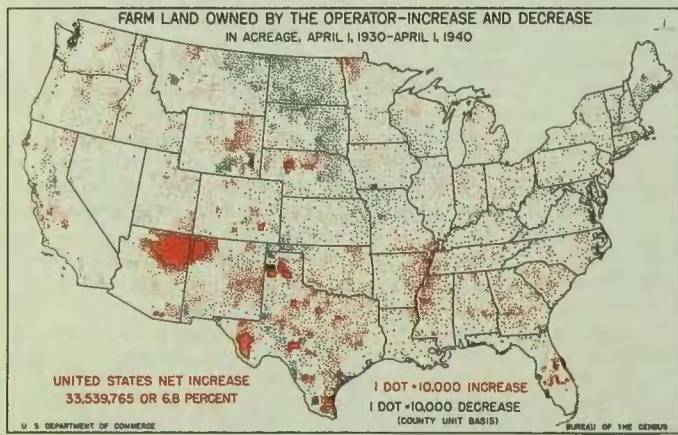 FARM LAND OWNED BY THE OPERATOR-INCREASE AND DECREASE
IN ACREAGE, APRIL 1, 1930-APRIL 1, 1940
UNITED STATES NET INCREASE
33,539,765 OR 6.8 PERCENT
1 DOT=10,000 INCREASE
1 DOT=10,000 DECREASE
(COUNTY UNIT BASIS)
U S DEPARTMENT OF COMMERCE
BUREAU OF THE CENSUS